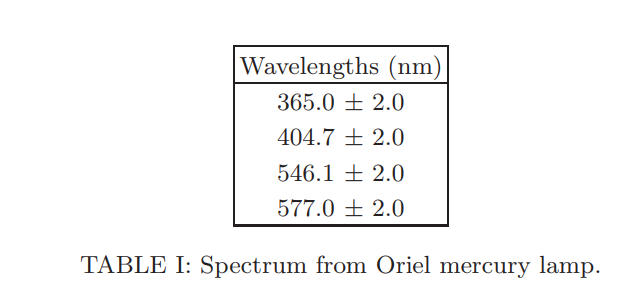 Wavelengths (nm)
365.0 ± 2.0
404.7 ± 2.0
546.1 ± 2.0
577.0 ± 2.0
TABLE I: Spectrum from Oriel mercury lamp.